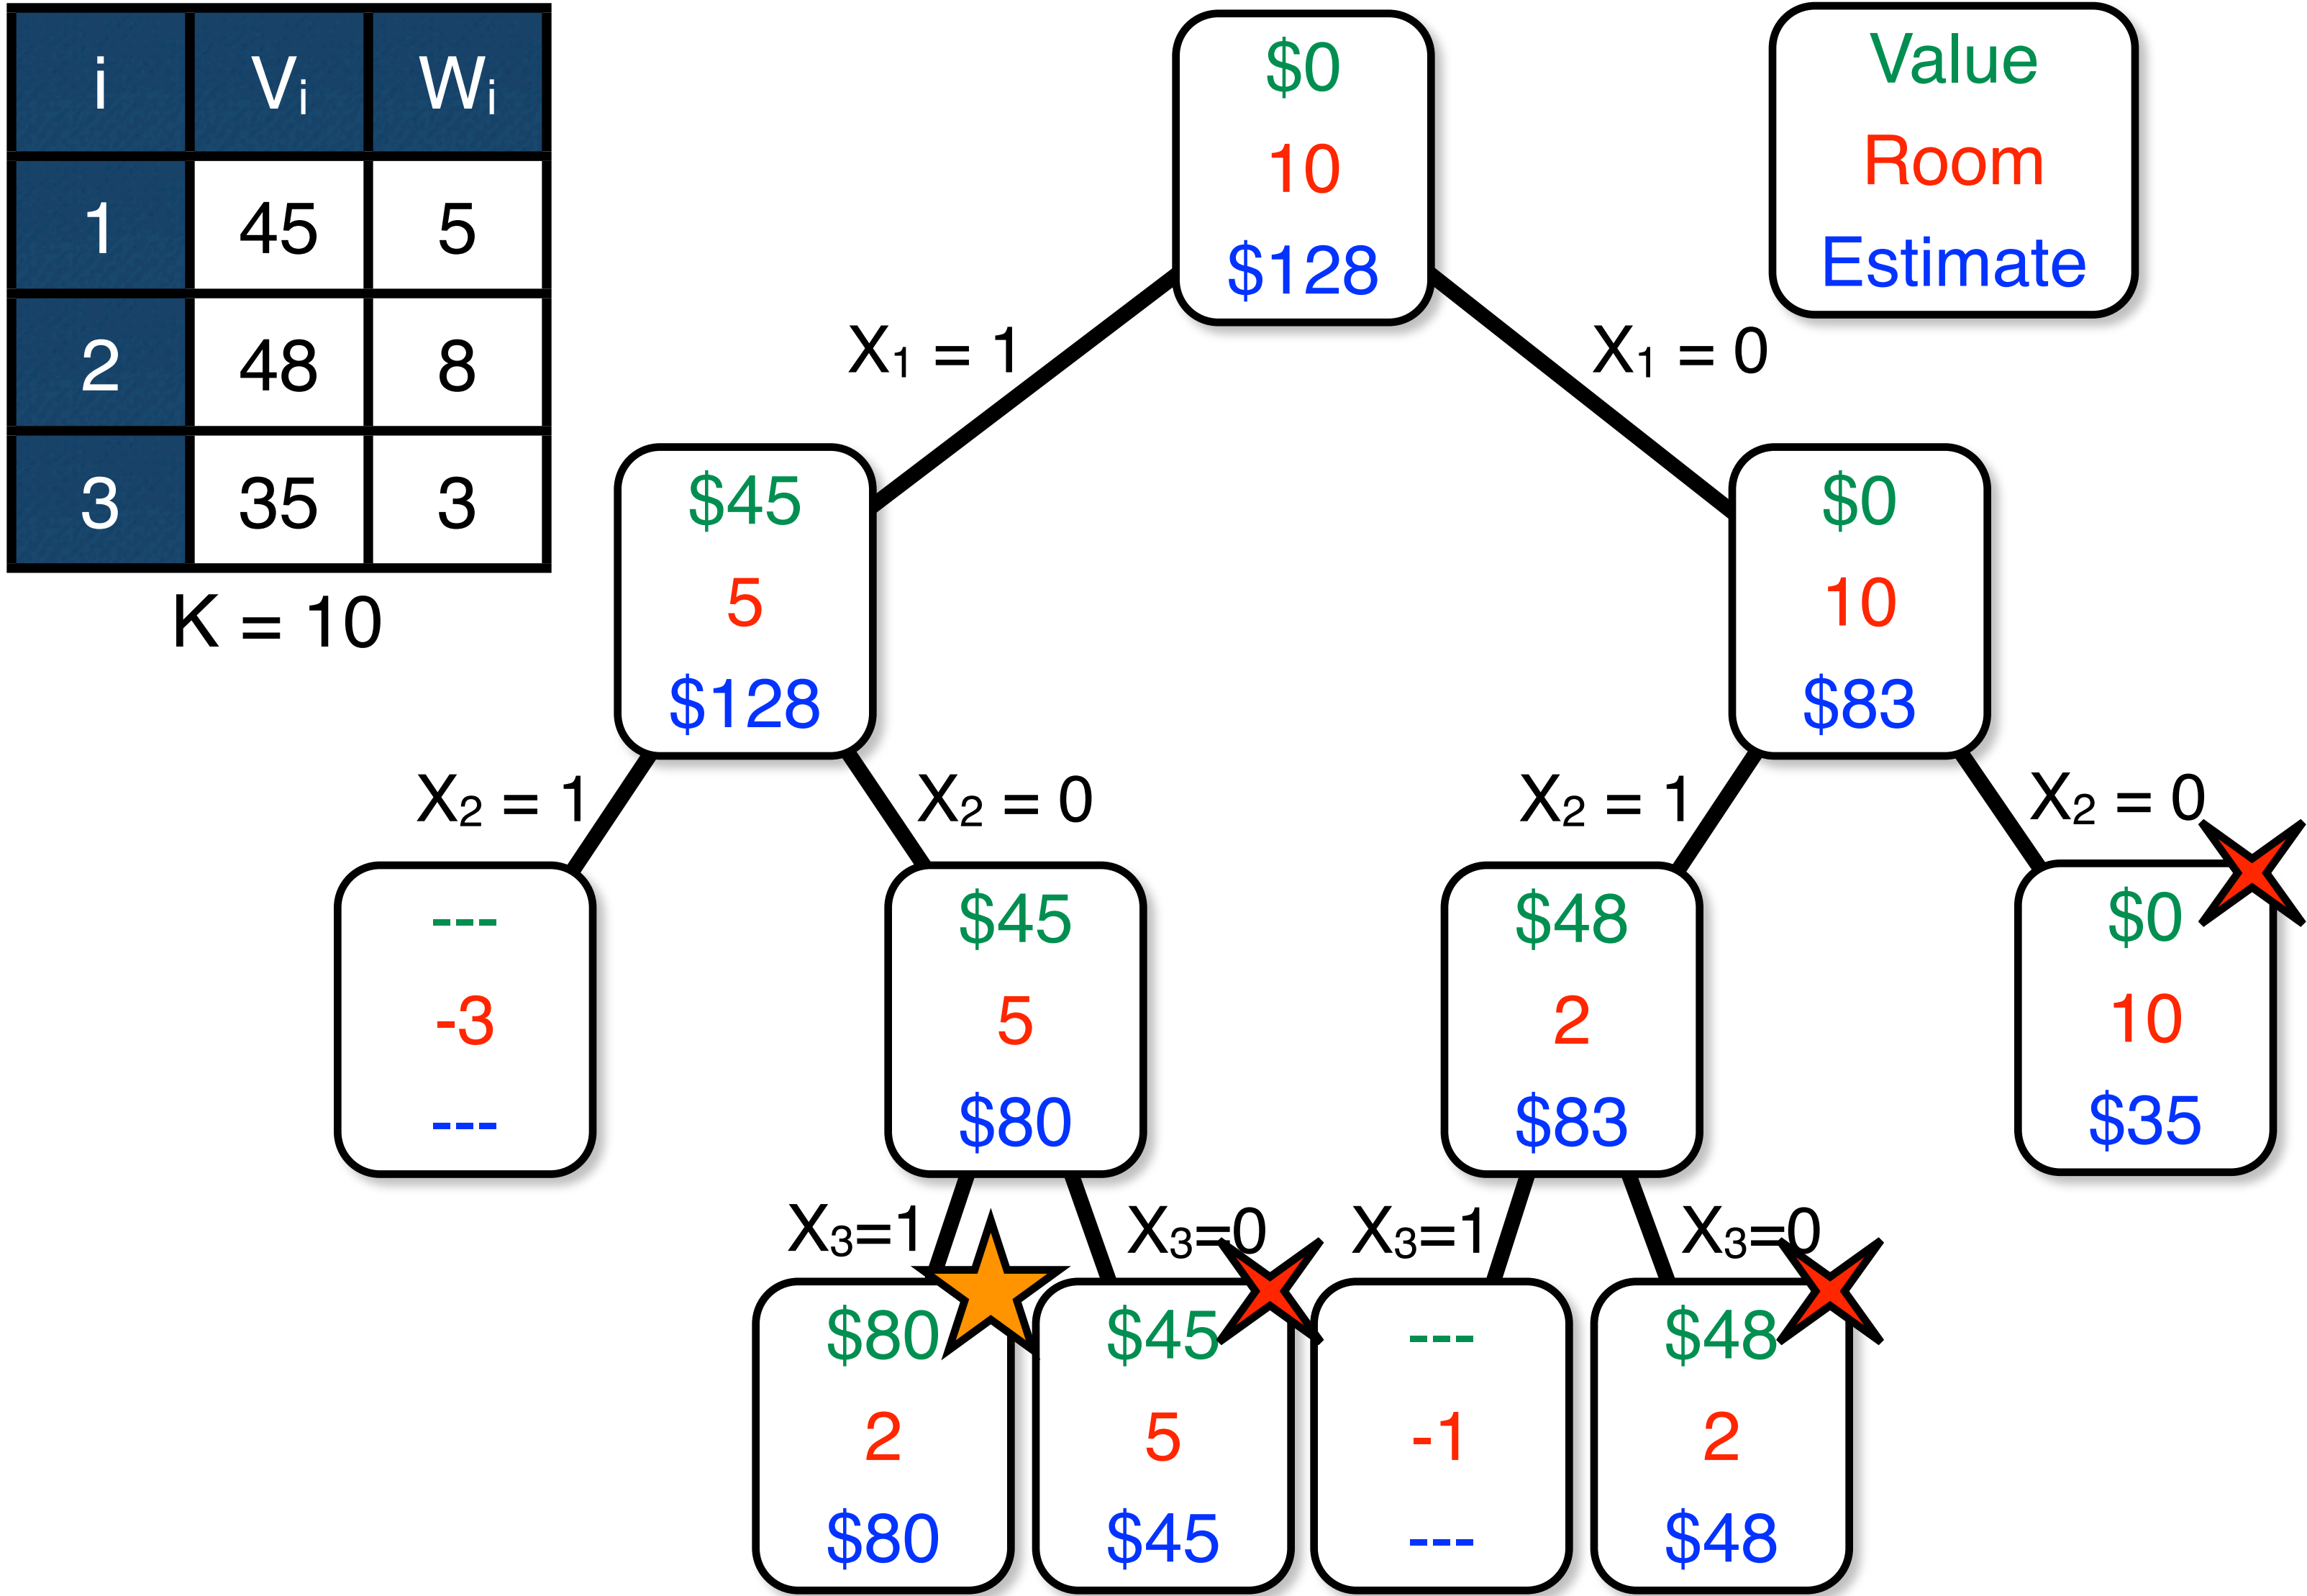 i Vᵢ Wᵢ
1 45 5
2 48 8
3 35 3
K = 10
$0
10
$128
Value
Room
Estimate
X₁ = 1
X₁ = 0
$45
5
$128
$0
10
$83
X₂ = 1
X₂ = 0
X₂ = 1
X₂ = 0
---
-3
---
$45
5
$80
$48
2
$83
$0
10
$35
X₃=1
X₃=0
X₃=1
X₃=0
$80
2
$80
$45
5
$45
---
-1
---
$48
2
$48